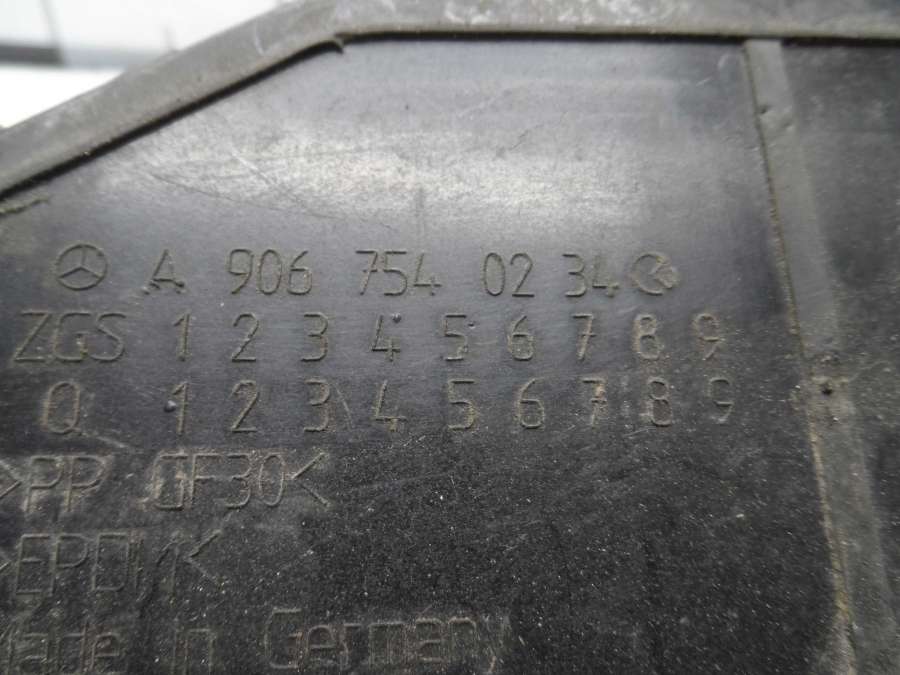 A 906 754 02 34
ZGS 1 2 3 4 5 6 7 8 9
Q 1 2 3 4 5 6 7 8 9
>PP GF30<
>EPDM<
Made in Germany